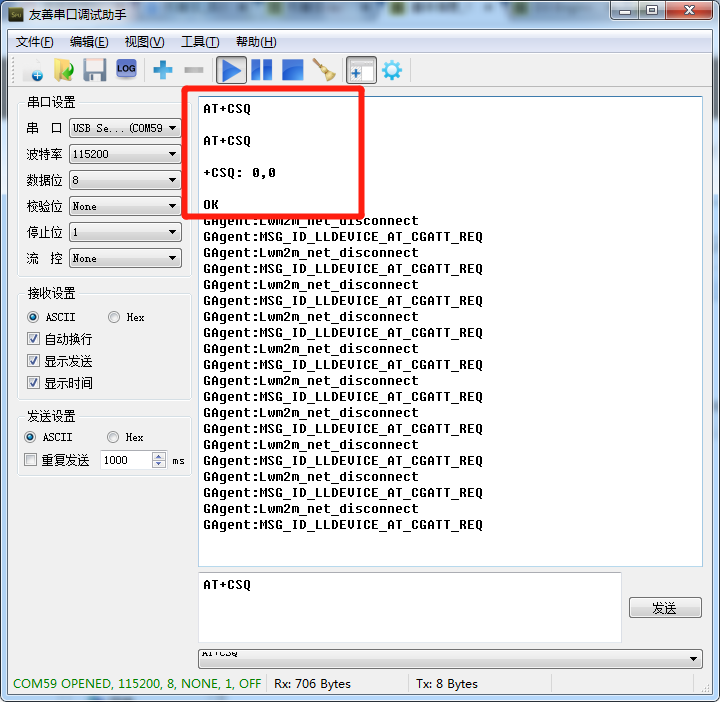 友善串口调试助手
文件(F) 编辑(E) 视图(V) 工具(T) 帮助(H)
LOG
串口设置
串 口 USB Se...(COM59
波特率 115200
数据位 8
校验位 None
停止位 1
流 控 None
接收设置
ASCII Hex
自动换行
显示发送
显示时间
发送设置
ASCII Hex
重复发送 1000 ms
AT+CSQ
AT+CSQ
+CSQ: 0,0
OK
GAgent:Lwm2m_net_disconnect
GAgent:MSG_ID_LLDEVICE_AT_CGATT_REQ
GAgent:Lwm2m_net_disconnect
GAgent:MSG_ID_LLDEVICE_AT_CGATT_REQ
GAgent:Lwm2m_net_disconnect
GAgent:MSG_ID_LLDEVICE_AT_CGATT_REQ
GAgent:Lwm2m_net_disconnect
GAgent:MSG_ID_LLDEVICE_AT_CGATT_REQ
GAgent:Lwm2m_net_disconnect
GAgent:MSG_ID_LLDEVICE_AT_CGATT_REQ
GAgent:Lwm2m_net_disconnect
GAgent:MSG_ID_LLDEVICE_AT_CGATT_REQ
GAgent:Lwm2m_net_disconnect
GAgent:MSG_ID_LLDEVICE_AT_CGATT_REQ
GAgent:Lwm2m_net_disconnect
GAgent:MSG_ID_LLDEVICE_AT_CGATT_REQ
GAgent:Lwm2m_net_disconnect
GAgent:MSG_ID_LLDEVICE_AT_CGATT_REQ
GAgent:Lwm2m_net_disconnect
GAgent:MSG_ID_LLDEVICE_AT_CGATT_REQ
AT+CSQ
发送
AT+CSQ
COM59 OPENED, 115200, 8, NONE, 1, OFF Rx: 706 Bytes Tx: 8 Bytes